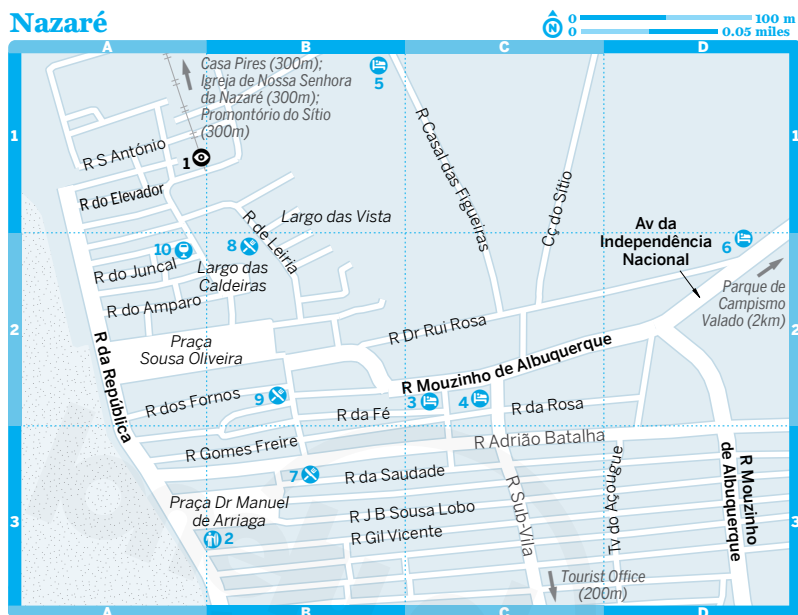 Nazaré
N
0 100 m
0 0.05 miles
A B C D
Casa Pires (300m);
Igreja de Nossa Senhora
da Nazaré (300m);
Promontório do Sítio
(300m)
5
1 1
R S António
1
R do Elevador
R Casal das Figueiras
Cç do Sítio
Largo das Vista
R de Leiria
Av da
Independência
Nacional
6
10
8
R do Juncal
Largo das
Caldeiras
Parque de
Campismo
Valado (2km)
R do Amparo
2 2
R da República
Praça
Sousa Oliveira
R Dr Rui Rosa
R Mouzinho de Albuquerque
R dos Fornos
9
3
4
R da Fé
R da Rosa
R Gomes Freire
R Adrião Batalha
7
R da Saudade
R Sub-Vila
Tv do Açougue
R Mouzinho
de Albuquerque
Praça Dr Manuel
de Arriaga
R J B Sousa Lobo
3 3
2
R Gil Vicente
Tourist Office
(200m)
A B C D